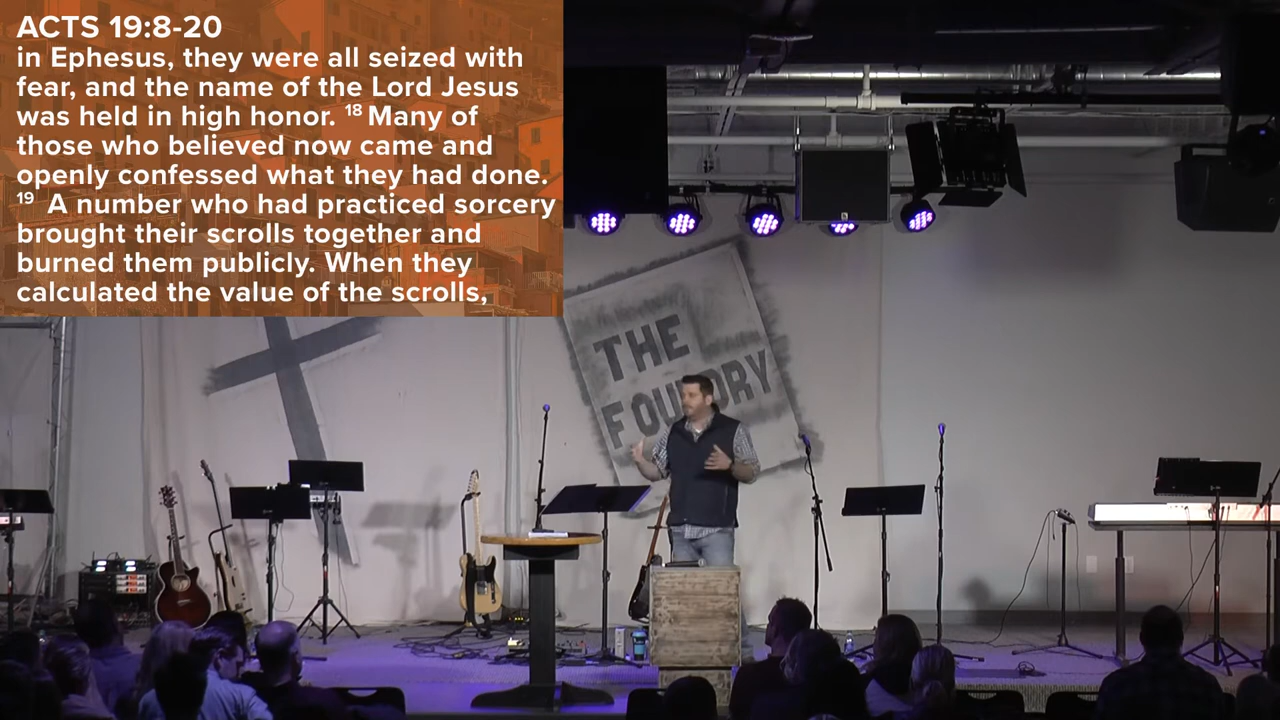 ACTS 19:8-20
in Ephesus, they were all seized with
fear, and the name of the Lord Jesus
was held in high honor. 18 Many of
those who believed now came and
openly confessed what they had done.
19 A number who had practiced sorcery
brought their scrolls together and
burned them publicly. When they
calculated the value of the scrolls,
THE
FOUNDRY